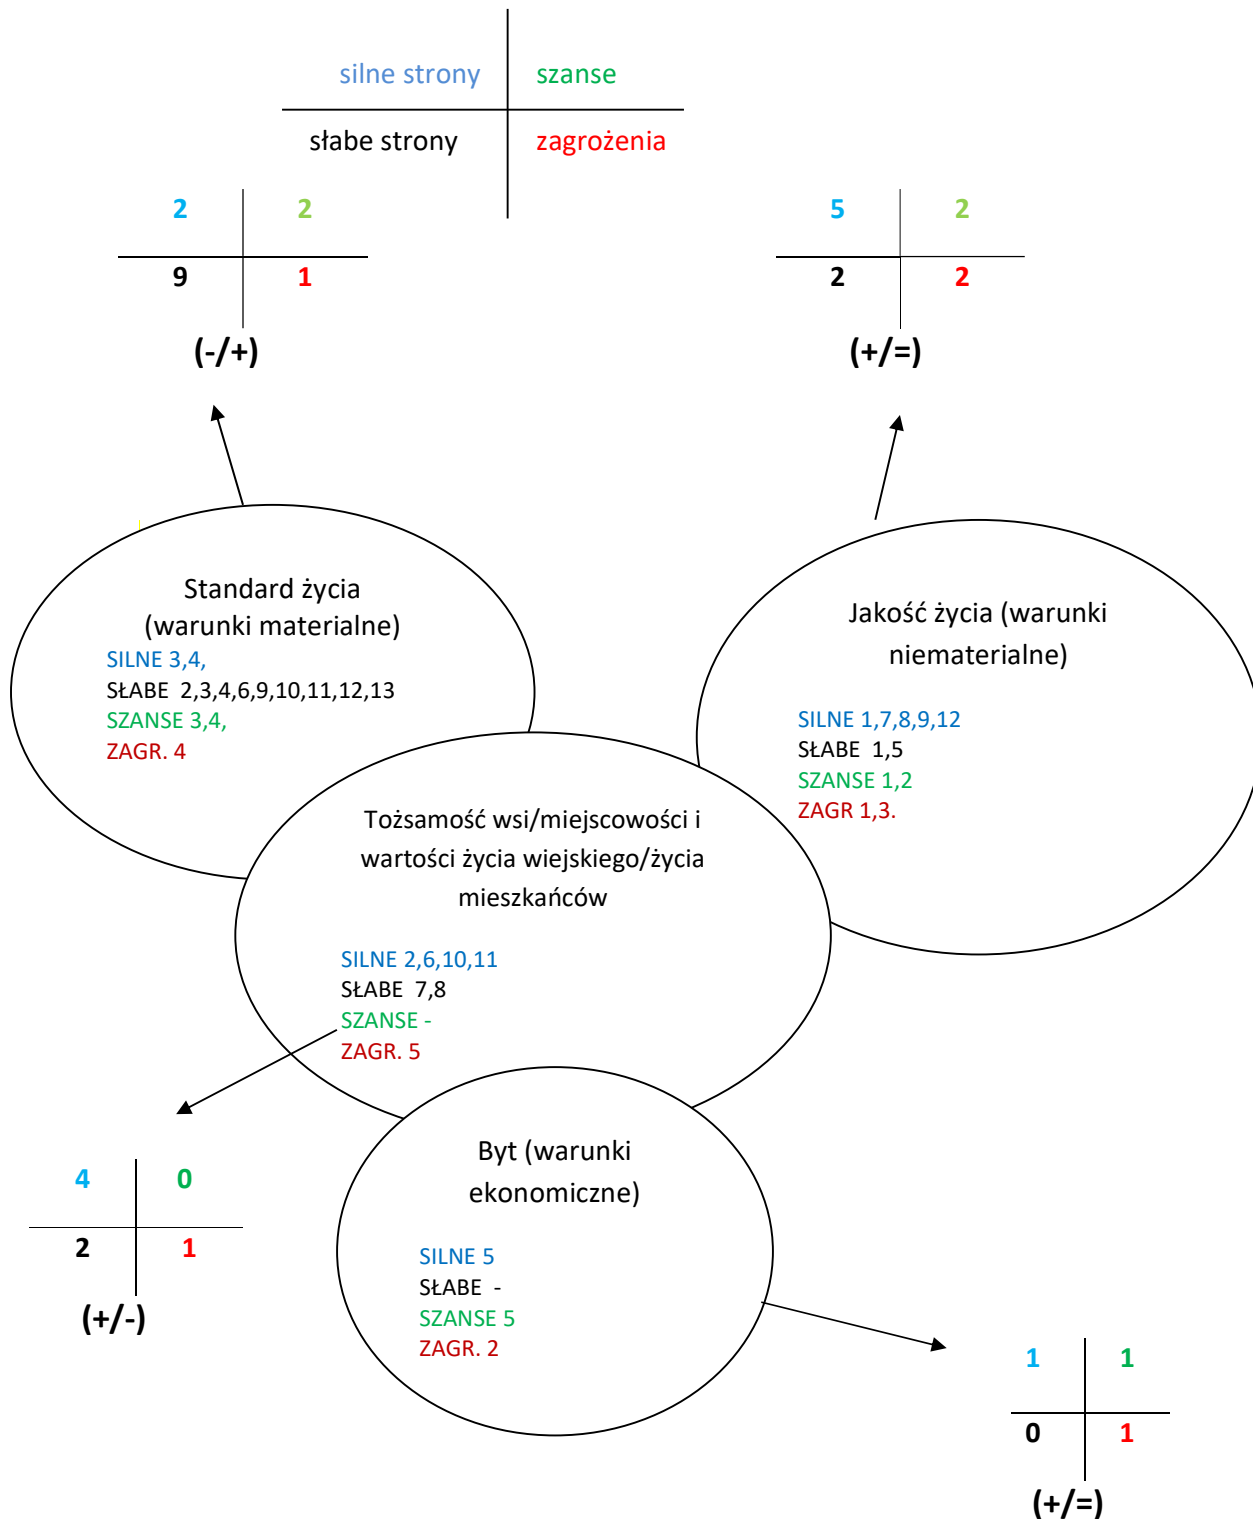 silne strony szanse
słabe strony zagrożenia
2 2
9 1
(-/+)
5 2
2 2
(+/=)
Standard życia
(warunki materialne)
SILNE 3,4,
SŁABE 2,3,4,6,9,10,11,12,13
SZANSE 3,4,
ZAGR. 4
Jakość życia (warunki
niematerialne)
SILNE 1,7,8,9,12
SŁABE 1,5
SZANSE 1,2
ZAGR 1,3.
Tożsamość wsi/miejscowości i
wartości życia wiejskiego/życia
mieszkańców
SILNE 2,6,10,11
SŁABE 7,8
SZANSE -
ZAGR. 5
4 0
2 1
(+/-)
Byt (warunki
ekonomiczne)
SILNE 5
SŁABE -
SZANSE 5
ZAGR. 2
1 1
0 1
(+/=)